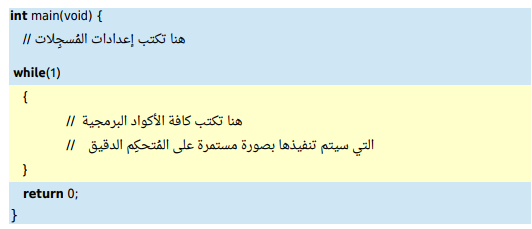 int main(void) {
// هنا تكتب إعدادات المُسجِلات
while(1)
{
// هنا تكتب كافة الأكواد البرمجية
// التي سيتم تنفيذها بصورة مستمرة على المُتحكِم الدقيق
}
return 0;
}